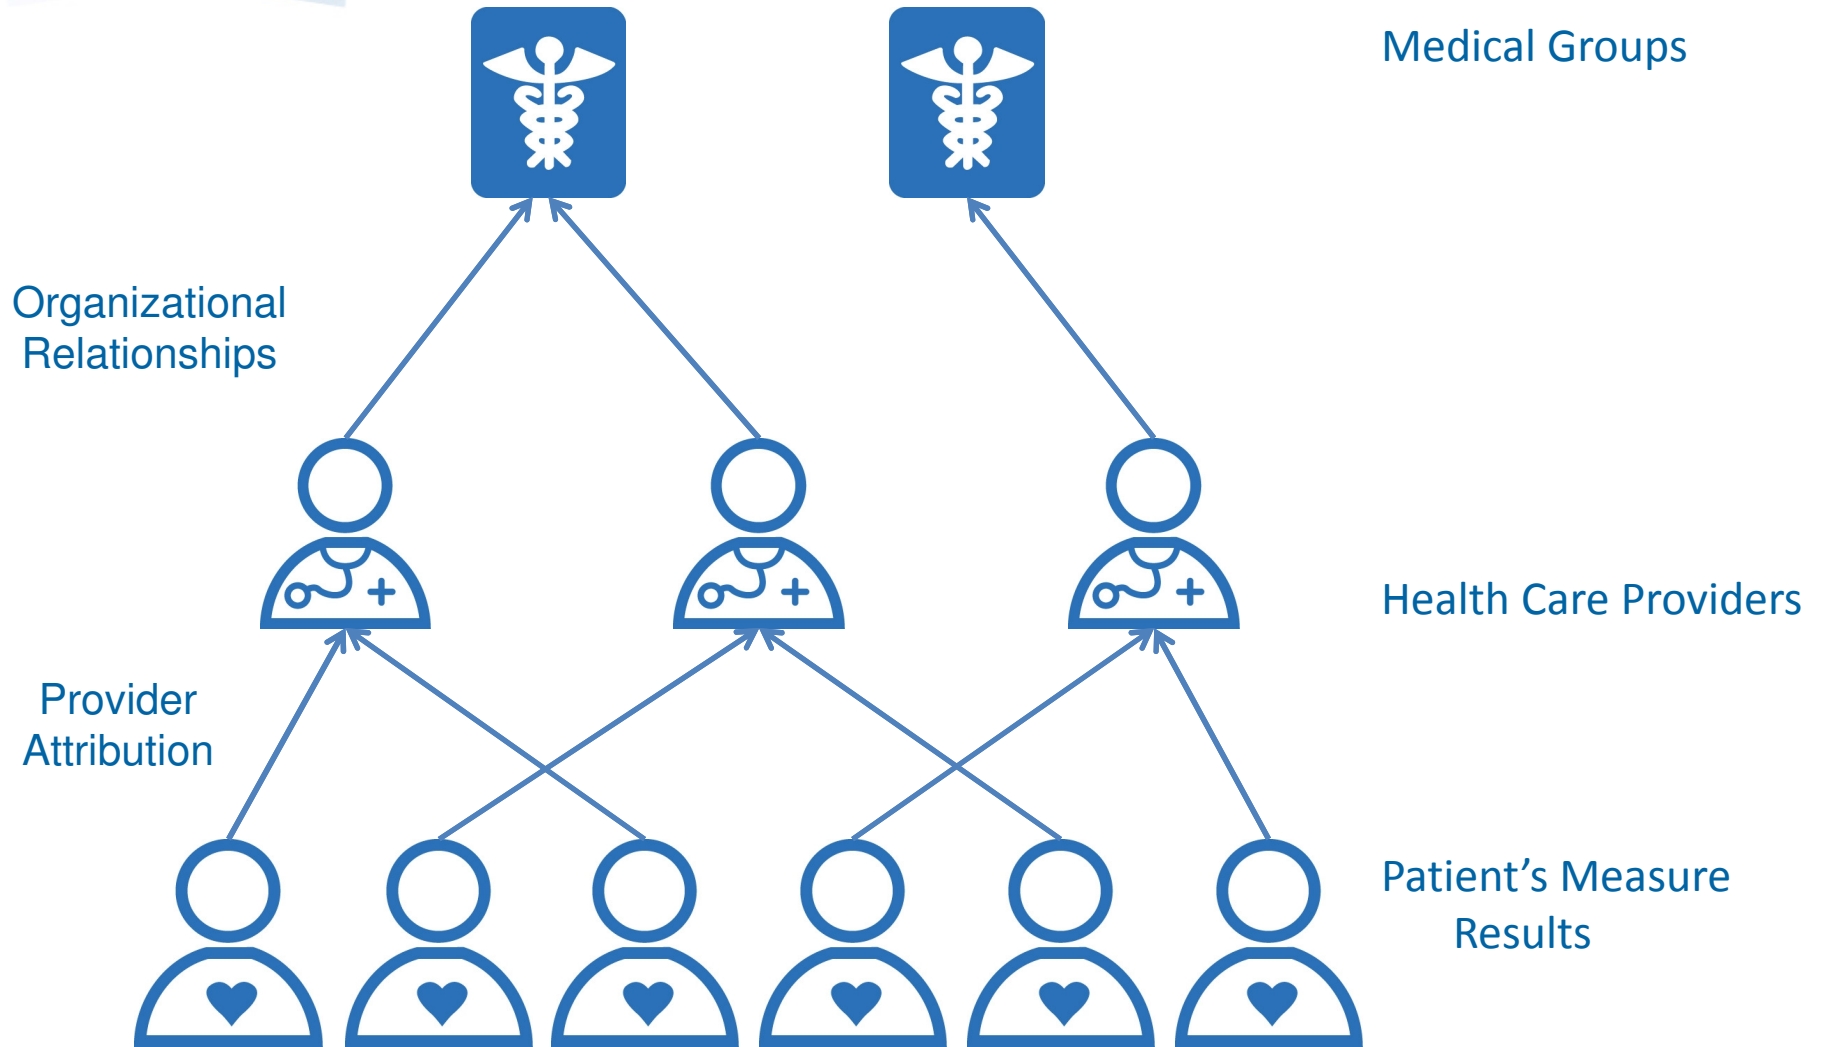 Medical Groups
Organizational
Relationships
Health Care Providers
Provider
Attribution
Patient’s Measure
Results